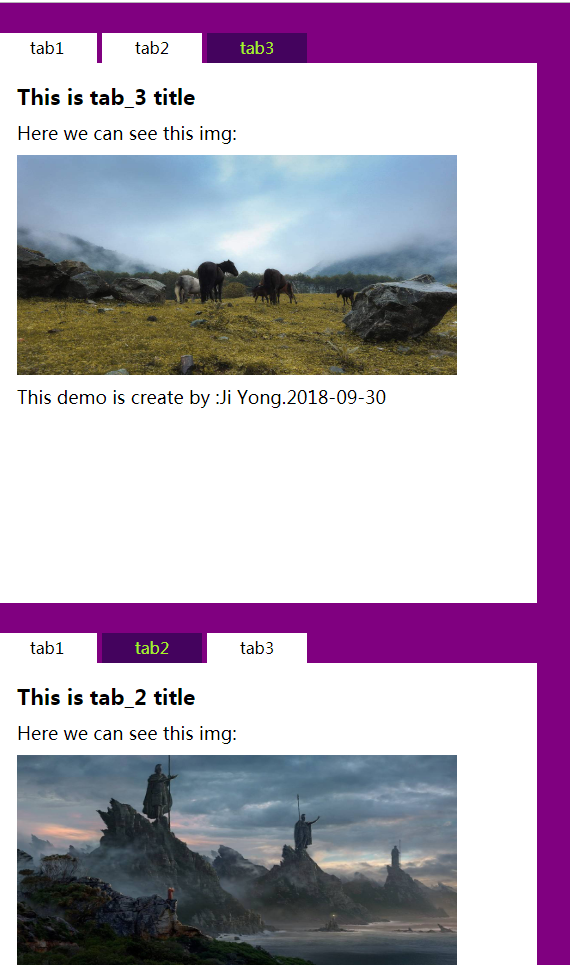 tab1 tab2 tab3
This is tab_3 title
Here we can see this img:
This demo is create by :Ji Yong.2018-09-30
tab1 tab2 tab3
This is tab_2 title
Here we can see this img: